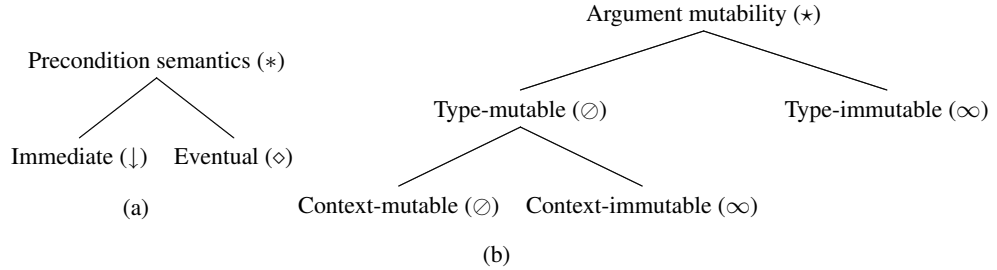 Argument mutability (⋆)
Precondition semantics (∗)
Type-mutable (⊘)
Type-immutable (∞)
Immediate (↓)
Eventual (⋄)
Context-mutable (⊘)
Context-immutable (∞)
(a)
(b)